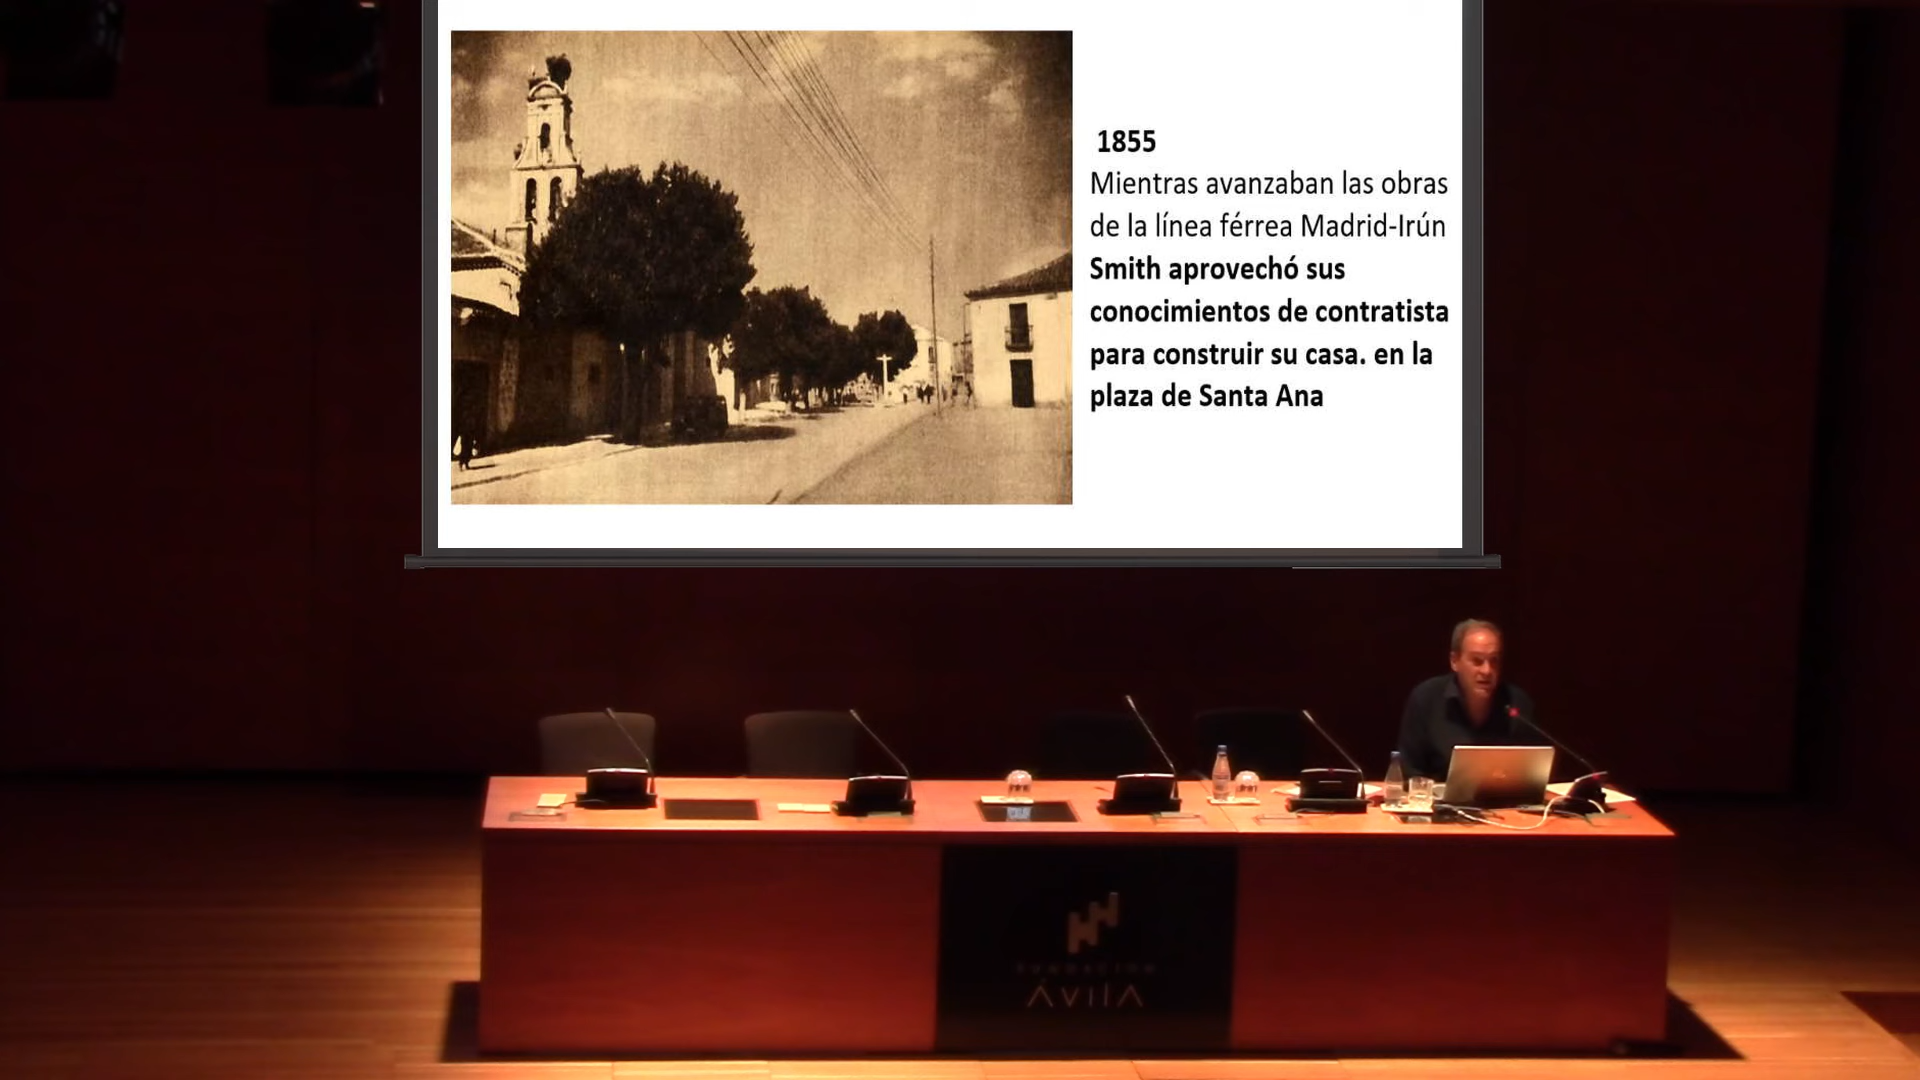 1855
Mientras avanzaban las obras
de la línea férrea Madrid-Irún
Smith aprovechó sus
conocimientos de contratista
para construir su casa. en la
plaza de Santa Ana
FUNDACIÓN
ÁVILA